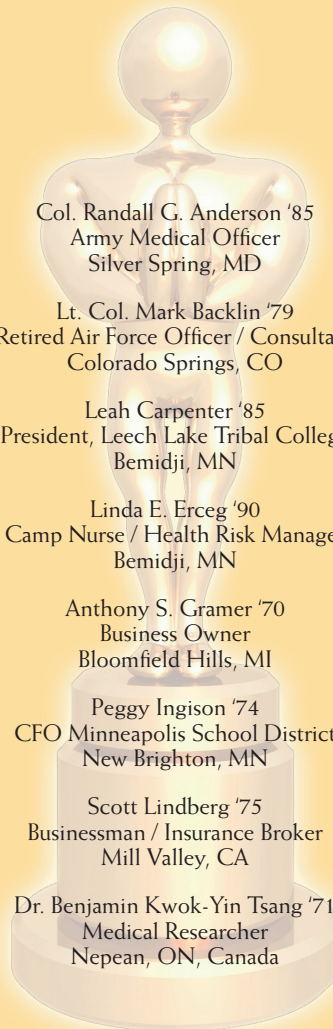 Col. Randall G. Anderson ‘85
Army Medical Officer
Silver Spring, MD
Lt. Col. Mark Backlin ‘79
Retired Air Force Officer / Consulta
Colorado Springs, CO
Leah Carpenter ‘85
President, Leech Lake Tribal Colleg
Bemidji, MN
Linda E. Erceg ‘90
Camp Nurse / Health Risk Manage
Bemidji, MN
Anthony S. Gramer ‘70
Business Owner
Bloomfield Hills, MI
Peggy Ingison ‘74
CFO Minneapolis School District
New Brighton, MN
Scott Lindberg ‘75
Businessman / Insurance Broker
Mill Valley, CA
Dr. Benjamin Kwok-Yin Tsang ‘71
Medical Researcher
Nepean, ON, Canada